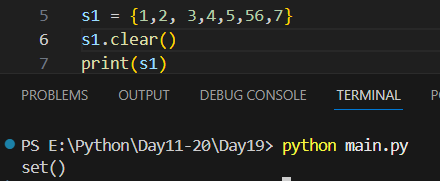 5 s1 = {1,2, 3,4,5,56,7}
6 s1.clear()
7 print(s1)
PROBLEMS OUTPUT DEBUG CONSOLE TERMINAL PO
PS E:\Python\Day11-20\Day19> python main.py
set()